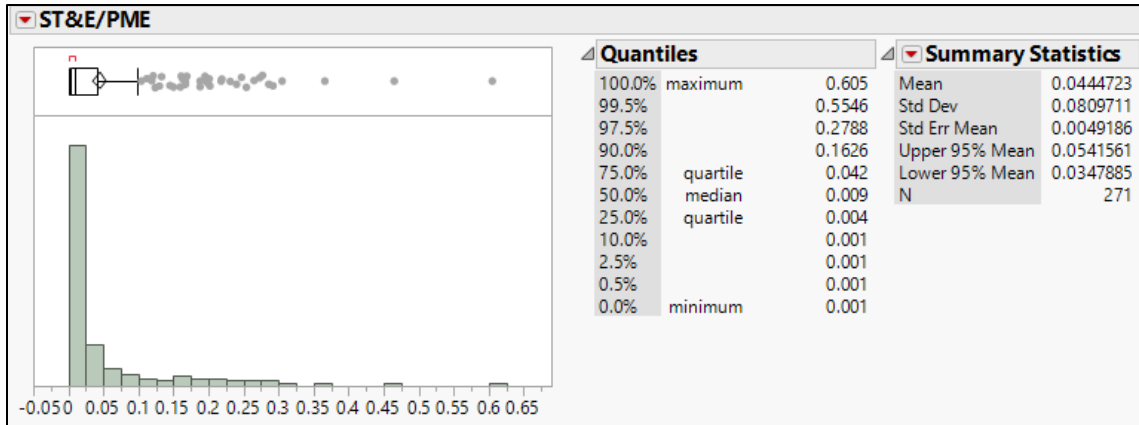 ST&E/PME
-0.050 0.05 0.1 0.15 0.2 0.25 0.3 0.35 0.4 0.45 0.5 0.55 0.6 0.65
Quantiles
100.0% maximum 0.605
99.5% 0.5546
97.5% 0.2788
90.0% 0.1626
75.0% quartile 0.042
50.0% median 0.009
25.0% quartile 0.004
10.0% 0.001
2.5% 0.001
0.5% 0.001
0.0% minimum 0.001
Summary Statistics
Mean 0.0444723
Std Dev 0.0809711
Std Err Mean 0.0049186
Upper 95% Mean 0.0541561
Lower 95% Mean 0.0347885
N 271